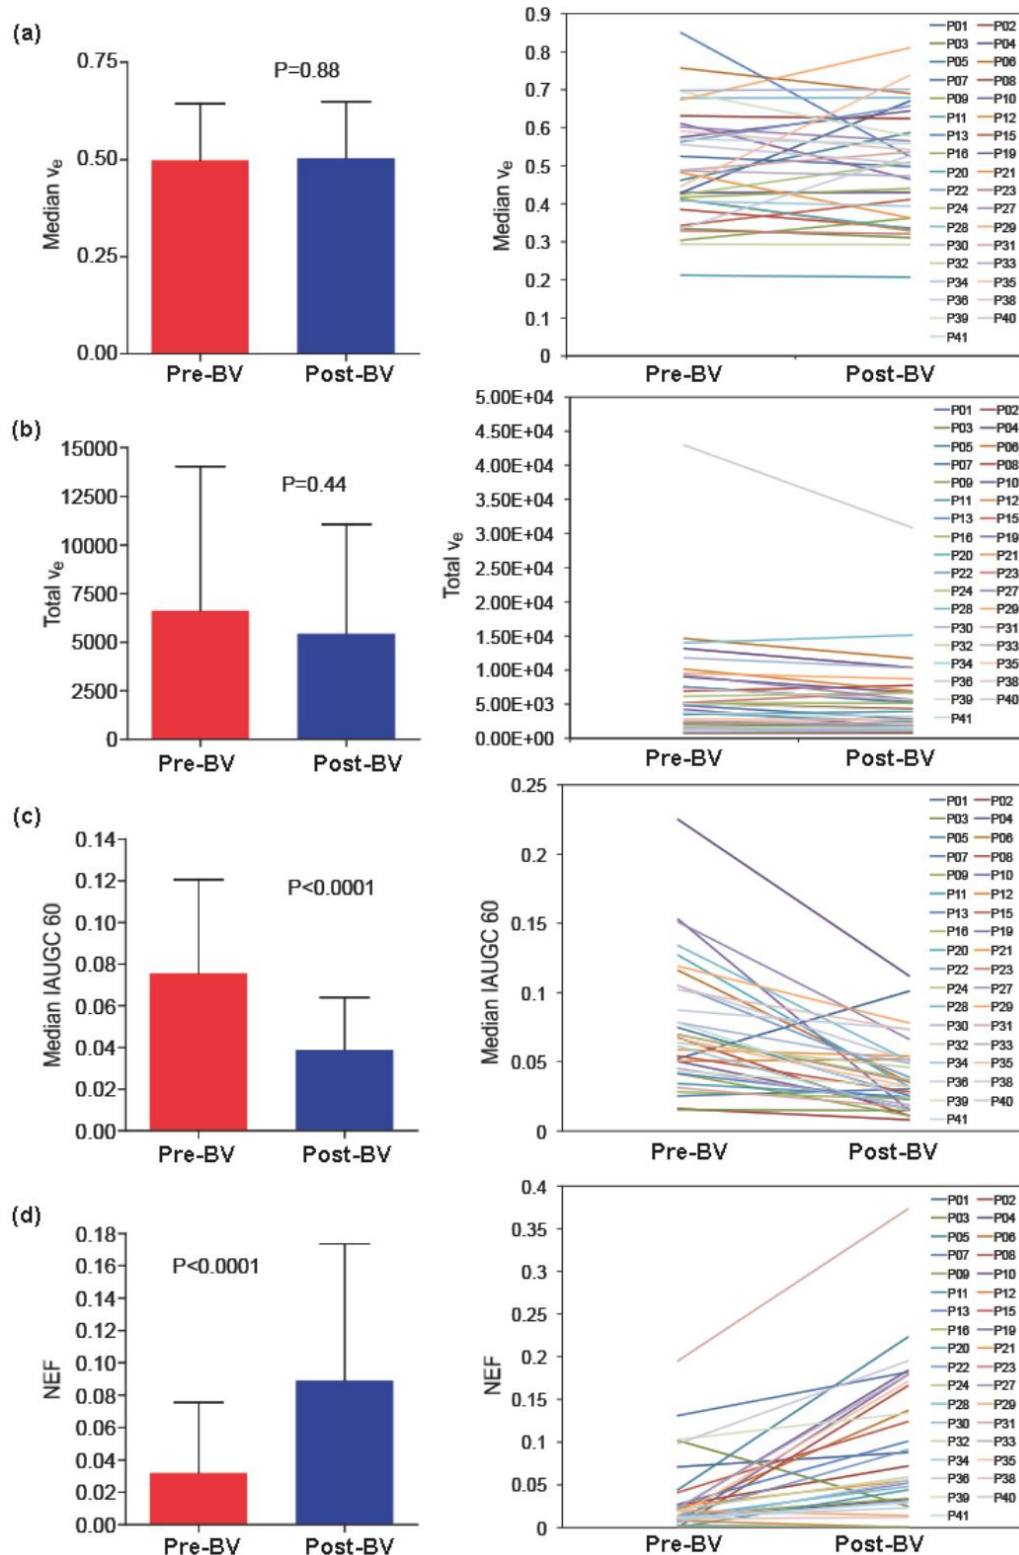 (a)
P=0.88
Median ve
0.75
0.50
0.25
0.00
Pre-BV Post-BV
Median ve
0.9
0.8
0.7
0.6
0.5
0.4
0.3
0.2
0.1
0
Pre-BV Post-BV
P01 P02
P03 P04
P05 P06
P07 P08
P09 P10
P11 P12
P13 P15
P16 P19
P20 P21
P22 P23
P24 P27
P28 P29
P30 P31
P32 P33
P34 P35
P36 P38
P39 P40
P41
(b)
P=0.44
Total ve
15000
12500
10000
7500
5000
2500
0
Pre-BV Post-BV
Total ve
5.00E+04
4.50E+04
4.00E+04
3.50E+04
3.00E+04
2.50E+04
2.00E+04
1.50E+04
1.00E+04
5.00E+03
0.00E+00
Pre-BV Post-BV
P01 P02
P03 P04
P05 P06
P07 P08
P09 P10
P11 P12
P13 P15
P16 P19
P20 P21
P22 P23
P24 P27
P28 P29
P30 P31
P32 P33
P34 P35
P36 P38
P39 P40
P41
(c)
P<0.0001
Median IAUGC 60
0.14
0.12
0.10
0.08
0.06
0.04
0.02
0.00
Pre-BV Post-BV
Median IAUGC 60
0.25
0.2
0.15
0.1
0.05
0
Pre-BV Post-BV
P01 P02
P03 P04
P05 P06
P07 P08
P09 P10
P11 P12
P13 P15
P16 P19
P20 P21
P22 P23
P24 P27
P28 P29
P30 P31
P32 P33
P34 P35
P36 P38
P39 P40
P41
(d)
P<0.0001
NEF
0.18
0.16
0.14
0.12
0.10
0.08
0.06
0.04
0.02
0.00
Pre-BV Post-BV
NEF
0.4
0.35
0.3
0.25
0.2
0.15
0.1
0.05
0
Pre-BV Post-BV
P01 P02
P03 P04
P05 P06
P07 P08
P09 P10
P11 P12
P13 P15
P16 P19
P20 P21
P22 P23
P24 P27
P28 P29
P30 P31
P32 P33
P34 P35
P36 P38
P39 P40
P41